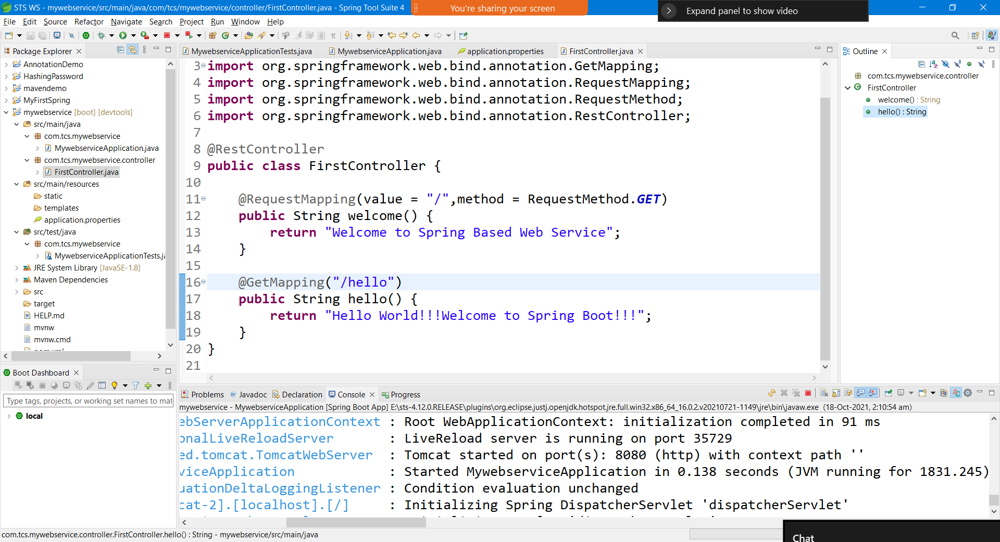 STS WS - mywebservice/src/main/java/com/tcs/mywebservice/controller/FirstController.java - Spring Tool Suite 4
You're sharing your screen
Expand panel to show video
File Edit Source Refactor Navigate Search Project Run Window Help
Package Explorer
AnnotationDemo
HashingPassword
mavendemo
MyFirstSpring
mywebservice [boot] [devtools]
src/main/java
com.tcs.mywebservice
MywebserviceApplication.java
com.tcs.mywebservice.controller
FirstController.java
src/main/resources
static
templates
application.properties
src/test/java
com.tcs.mywebservice
MywebserviceApplicationTests.ja
JRE System Library [JavaSE-1.8]
Maven Dependencies
src
target
HELP.md
mvnw
mvnw.cmd
MywebserviceApplicationTests.java MywebserviceApplication.java application.properties FirstController.java
3 import org.springframework.web.bind.annotation.GetMapping;
4 import org.springframework.web.bind.annotation.RequestMapping;
5 import org.springframework.web.bind.annotation.RequestMethod;
6 import org.springframework.web.bind.annotation.RestController;
7
8 @RestController
9 public class FirstController {
10
11 @RequestMapping(value = "/",method = RequestMethod.GET)
12 public String welcome() {
13 return "Welcome to Spring Based Web Service";
14 }
15
16 @GetMapping("/hello")
17 public String hello() {
18 return "Hello World!!!Welcome to Spring Boot!!!";
19 }
20 }
21
Outline
com.tcs.mywebservice.controller
FirstController
welcome() : String
hello() : String
Boot Dashboard
Type tags, projects, or working set names to mat
local
Problems Javadoc Declaration Console Progress
mywebservice - MywebserviceApplication [Spring Boot App] E:\sts-4.12.0.RELEASE\plugins\org.eclipse.justj.openjdk.hotspot.jre.full.win32.x86_64_16.0.2.v20210721-1149\jre\bin\javaw.exe (18-Oct-2021, 2:10:54 am)
ebServerApplicationContext : Root WebApplicationContext: initialization completed in 91 ms
onalLiveReloadServer : LiveReload server is running on port 35729
ed.tomcat.TomcatWebServer : Tomcat started on port(s): 8080 (http) with context path ''
viceApplication : Started MywebserviceApplication in 0.138 seconds (JVM running for 1831.245)
uationDeltaLoggingListener : Condition evaluation unchanged
cat-2].[localhost].[/] : Initializing Spring DispatcherServlet 'dispatcherServlet'
com.tcs.mywebservice.controller.FirstController.hello() : String - mywebservice/src/main/java
Chat